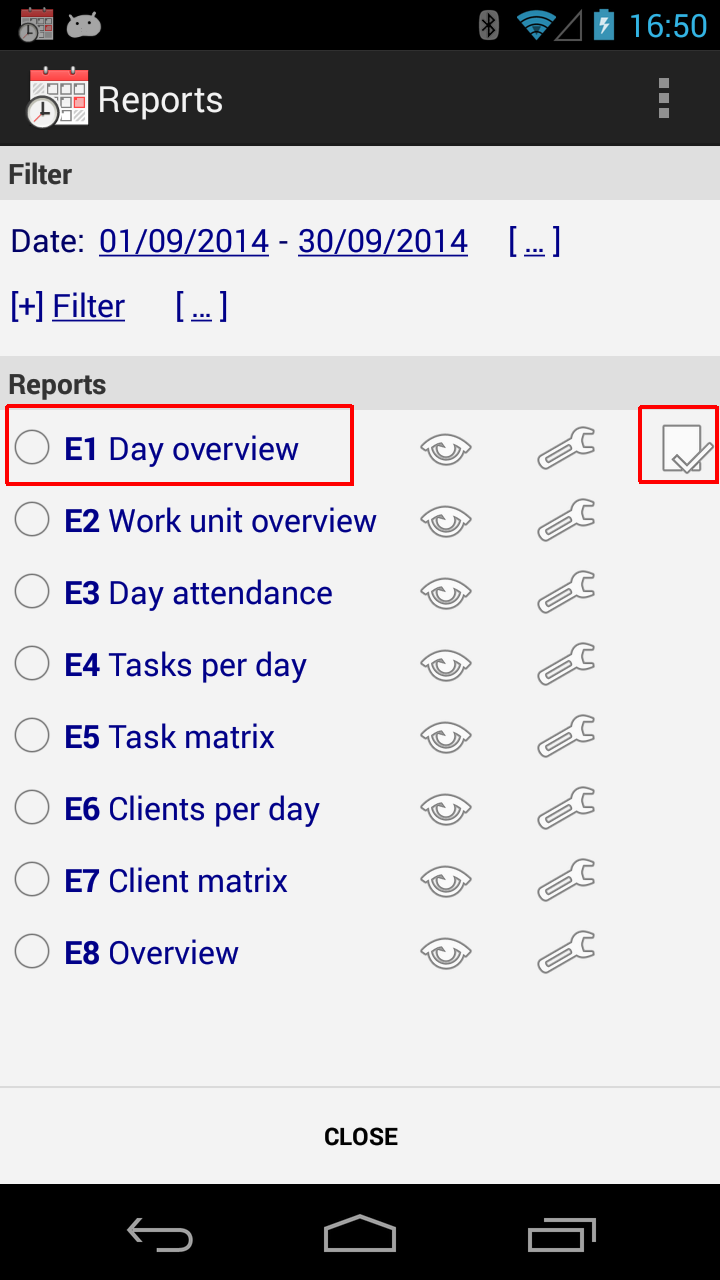 16:50
Reports
Filter
Date: 01/09/2014 - 30/09/2014 [ ... ]
[+] Filter [ ... ]
Reports
E1 Day overview
E2 Work unit overview
E3 Day attendance
E4 Tasks per day
E5 Task matrix
E6 Clients per day
E7 Client matrix
E8 Overview
CLOSE